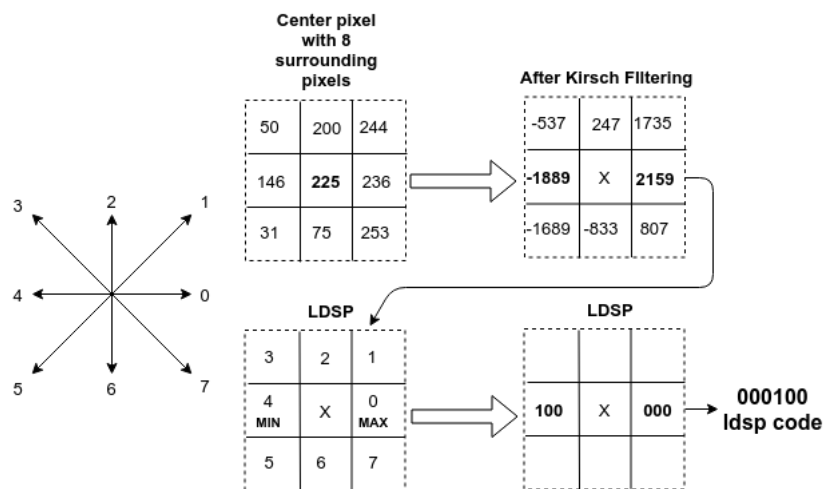 Center pixel
with 8
surrounding
pixels
After Kirsch FIltering
50 200 244
146 225 236
31 75 253
-537 247 1735
-1889 X 2159
-1689 -833 807
3 2 1
4 0
5 6 7
LDSP
3 2 1
4 X 0
MIN MAX
5 6 7
LDSP
100 X 000
000100
ldsp code